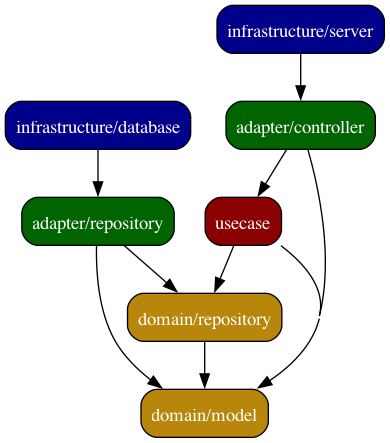 infrastructure/server
infrastructure/database
adapter/controller
adapter/repository
usecase
domain/repository
domain/model